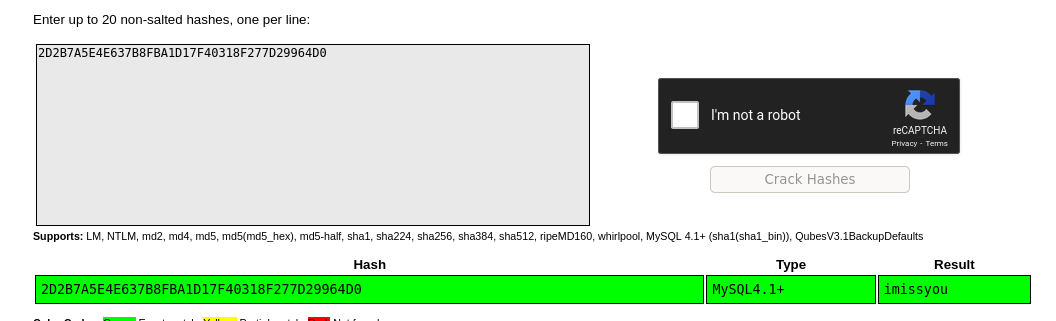 Enter up to 20 non-salted hashes, one per line:
2D2B7A5E4E637B8FBA1D17F40318F277D29964D0
I'm not a robot
reCAPTCHA
Privacy - Terms
Crack Hashes
Supports: LM, NTLM, md2, md4, md5, md5(md5_hex), md5-half, sha1, sha224, sha256, sha384, sha512, ripeMD160, whirlpool, MySQL 4.1+ (sha1(sha1_bin)), QubesV3.1BackupDefaults
Hash Type Result
2D2B7A5E4E637B8FBA1D17F40318F277D29964D0 MySQL4.1+ imissyou